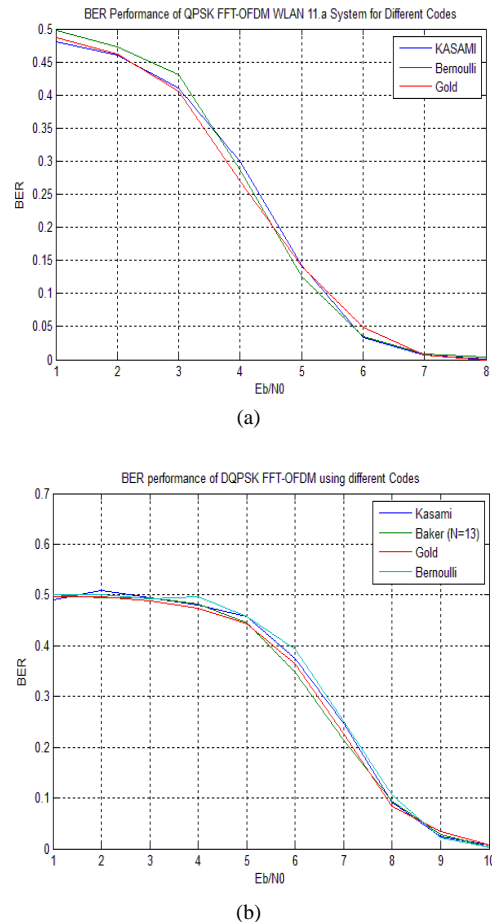 BER Performance of QPSK FFT-OFDM WLAN 11.a System for Different Codes
0.5
0.45
0.4
0.35
0.3
0.25
0.2
0.15
0.1
0.05
0
BER
KASAMI
Bernoulli
Gold
1 2 3 4 5 6 7 8
Eb/N0
(a)
BER performance of DQPSK FFT-OFDM using different Codes
0.7
0.6
0.5
0.4
0.3
0.2
0.1
0
BER
Kasami
Baker (N=13)
Gold
Bernoulli
1 2 3 4 5 6 7 8 9 10
Eb/N0
(b)